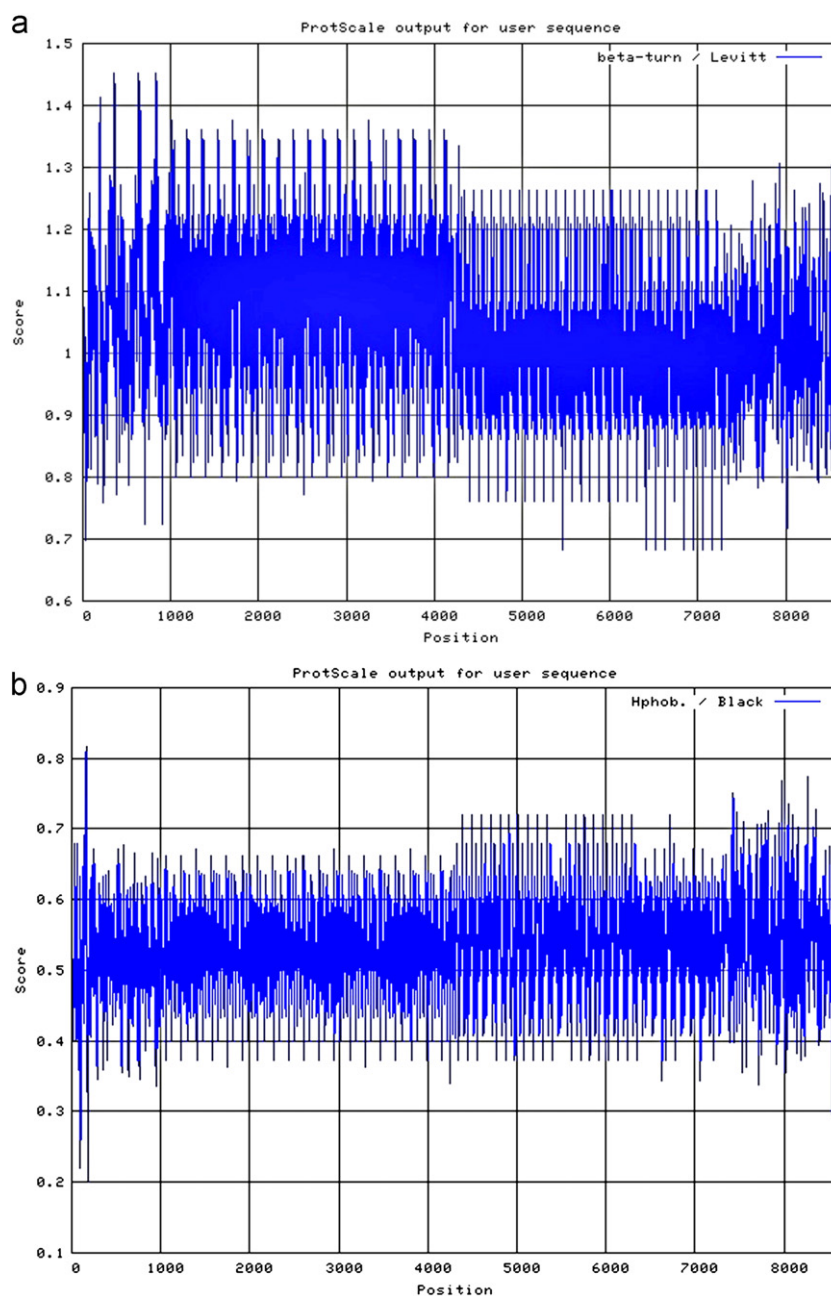 a
ProtScale output for user sequence
beta-turn / Levitt
1.5
1.4
1.3
1.2
1.1
1
0.9
0.8
0.7
0.6
Score
0 1000 2000 3000 4000 5000 6000 7000 8000
Position
b
ProtScale output for user sequence
Hphob. / Black
0.9
0.8
0.7
0.6
0.5
0.4
0.3
0.2
0.1
Score
0 1000 2000 3000 4000 5000 6000 7000 8000
Position